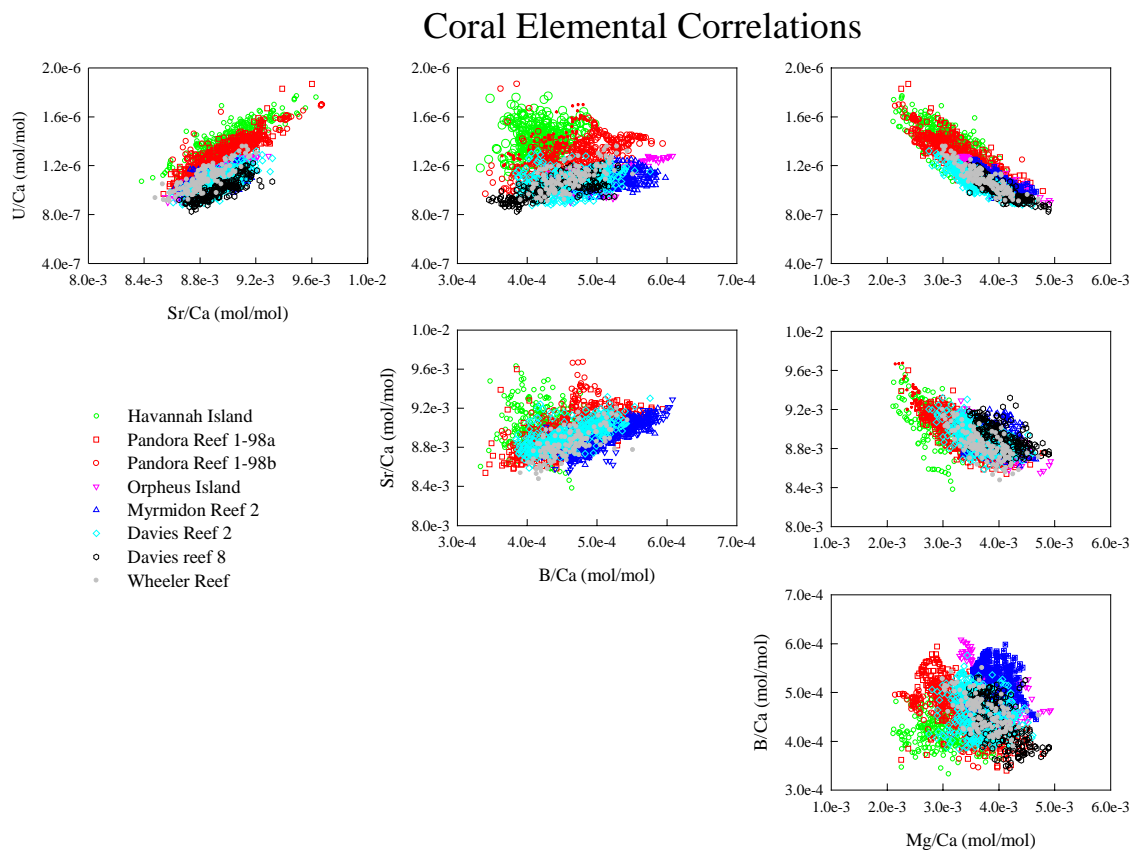 Coral Elemental Correlations
2.0e-6
1.6e-6
1.2e-6
8.0e-7
4.0e-7
U/Ca (mol/mol)
8.0e-3 8.4e-3 8.8e-3 9.2e-3 9.6e-3 1.0e-2
Sr/Ca (mol/mol)
2.0e-6
1.6e-6
1.2e-6
8.0e-7
4.0e-7
3.0e-4 4.0e-4 5.0e-4 6.0e-4 7.0e-4
2.0e-6
1.6e-6
1.2e-6
8.0e-7
4.0e-7
1.0e-3 2.0e-3 3.0e-3 4.0e-3 5.0e-3 6.0e-3
1.0e-2
9.6e-3
9.2e-3
8.8e-3
8.4e-3
8.0e-3
Sr/Ca (mol/mol)
3.0e-4 4.0e-4 5.0e-4 6.0e-4 7.0e-4
B/Ca (mol/mol)
1.0e-2
9.6e-3
9.2e-3
8.8e-3
8.4e-3
8.0e-3
1.0e-3 2.0e-3 3.0e-3 4.0e-3 5.0e-3 6.0e-3
Havannah Island
Pandora Reef 1-98a
Pandora Reef 1-98b
Orpheus Island
Myrmidon Reef 2
Davies Reef 2
Davies reef 8
Wheeler Reef
7.0e-4
6.0e-4
5.0e-4
4.0e-4
3.0e-4
B/Ca (mol/mol)
1.0e-3 2.0e-3 3.0e-3 4.0e-3 5.0e-3 6.0e-3
Mg/Ca (mol/mol)